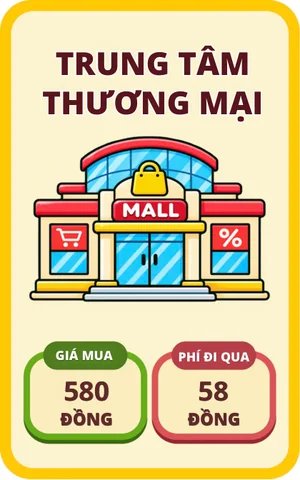 TRUNG TÂM
THƯƠNG MẠI
MALL
%
GIÁ MUA
580
ĐỒNG
PHÍ ĐI QUA
58
ĐỒNG